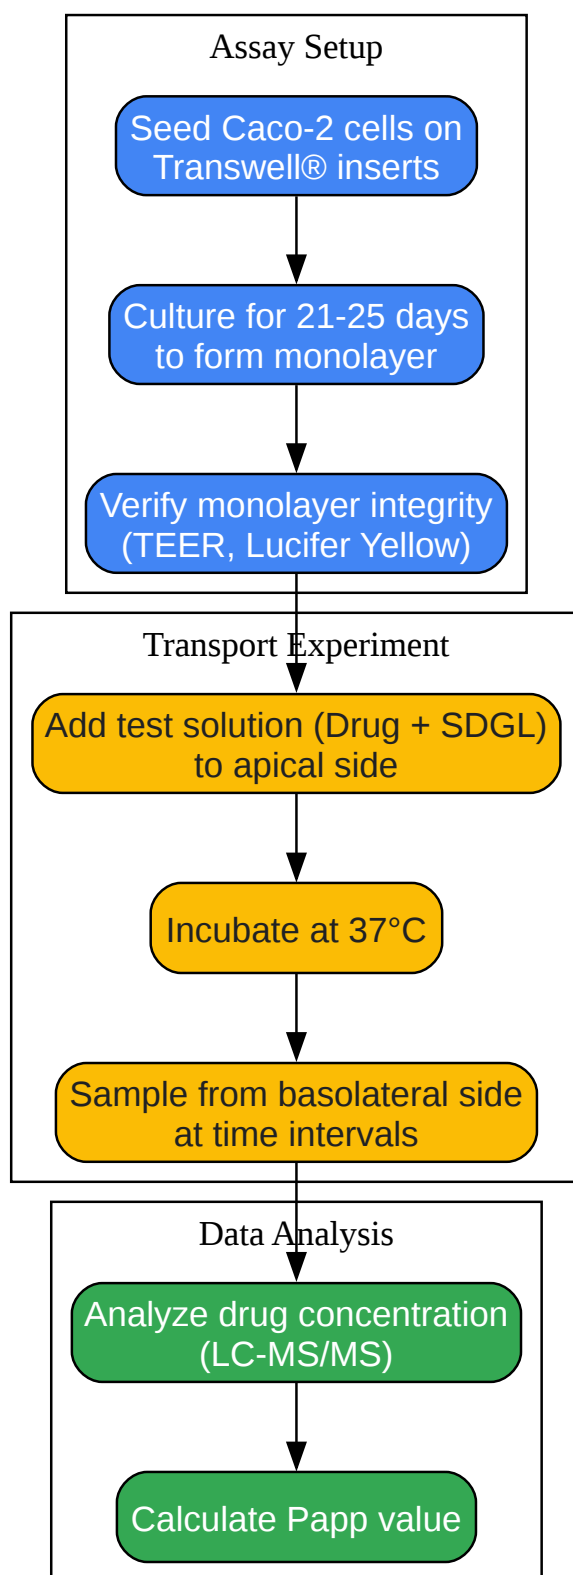 Assay Setup
Seed Caco-2 cells on
Transwell® inserts
Culture for 21-25 days
to form monolayer
Verify monolayer integrity
(TEER, Lucifer Yellow)
Transport Experiment
Add test solution (Drug + SDGL)
to apical side
Incubate at 37°C
Sample from basolateral side
at time intervals
Data Analysis
Analyze drug concentration
(LC-MS/MS)
Calculate Papp value